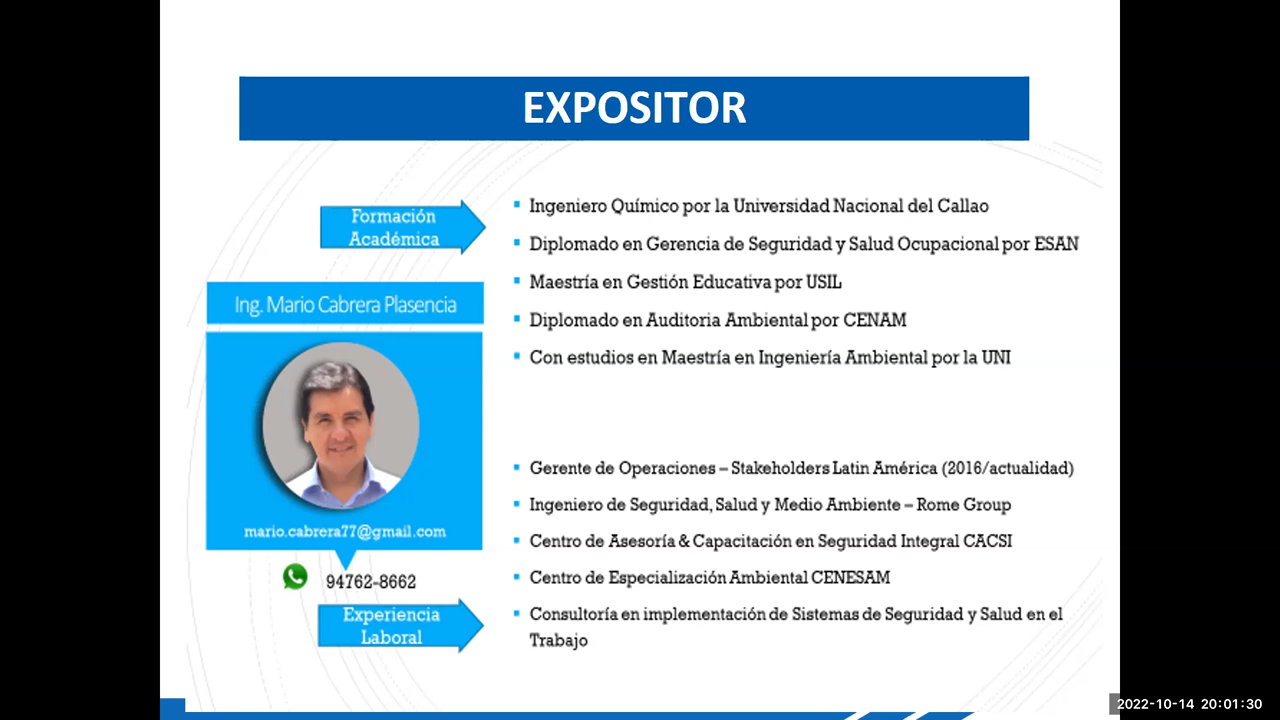 EXPOSITOR
Formación
Académica
▪ Ingeniero Químico por la Universidad Nacional del Callao
▪ Diplomado en Gerencia de Seguridad y Salud Ocupacional por ESAN
▪ Maestría en Gestión Educativa por USIL
▪ Diplomado en Auditoria Ambiental por CENAM
▪ Con estudios en Maestría en Ingeniería Ambiental por la UNI
Ing. Mario Cabrera Plasencia
mario.cabrera77@gmail.com
94762-8662
Experiencia
Laboral
▪ Gerente de Operaciones – Stakeholders Latin América (2016/actualidad)
▪ Ingeniero de Seguridad, Salud y Medio Ambiente – Rome Group
▪ Centro de Asesoría & Capacitación en Seguridad Integral CACSI
▪ Centro de Especialización Ambiental CENESAM
▪ Consultoría en implementación de Sistemas de Seguridad y Salud en el
Trabajo
2022-10-14 20:01:30